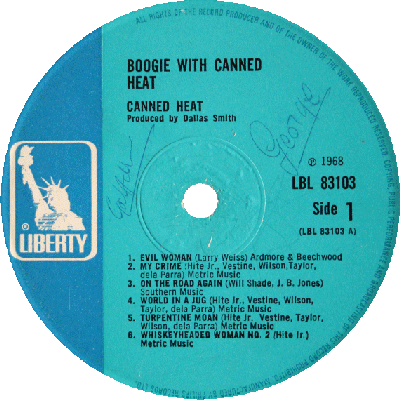 ALL RIGHTS OF THE RECORD PRODUCER AND OF THE OWNER OF THE WORK REPRODUCED RESERVED
BOOGIE WITH CANNED
HEAT
CANNED HEAT
Produced by Dallas Smith
George
℗ 1968
LBL 83103
Side 1
(LBL 83103 A)
® LIBERTY
1. EVIL WOMAN (Larry Weiss) Ardmore & Beechwood
2. MY CRIME (Hite Jr., Vestine, Wilson, Taylor,
dela Parra) Metric Music
3. ON THE ROAD AGAIN (Will Shade, J. B. Jones)
Southern Music
4. WORLD IN A JUG (Hite Jr., Vestine, Wilson,
Taylor, dela Parra) Metric Music
5. TURPENTINE MOAN (Hite Jr., Vestine, Taylor,
Wilson, dela Parra) Metric Music
6. WHISKEYHEADED WOMAN NO. 2 (Hite Jr.)
Metric Music